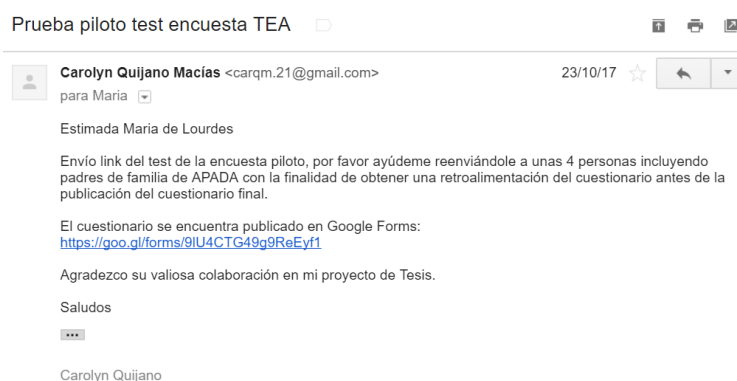 Prueba piloto test encuesta TEA
Carolyn Quijano Macías <carqm.21@gmail.com> 23/10/17
para Maria
Estimada Maria de Lourdes
Envío link del test de la encuesta piloto, por favor ayúdeme reenviándole a unas 4 personas incluyendo
padres de familia de APADA con la finalidad de obtener una retroalimentación del cuestionario antes de la
publicación del cuestionario final.
El cuestionario se encuentra publicado en Google Forms:
https://goo.gl/forms/9lU4CTG49g9ReEyf1
Agradezco su valiosa colaboración en mi proyecto de Tesis.
Saludos
Carolyn Quijano